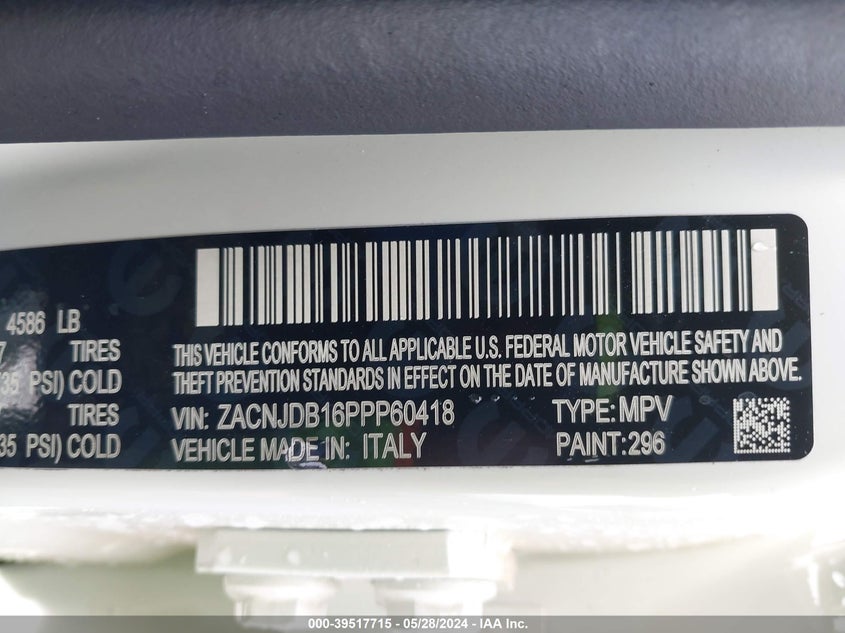 4586 LB
TIRES
35 PSI) COLD
TIRES
35 PSI) COLD
THIS VEHICLE CONFORMS TO ALL APPLICABLE U.S. FEDERAL MOTOR VEHICLE SAFETY AND
THEFT PREVENTION STANDARDS IN EFFECT ON THE DATE OF MANUFACTURE SHOWN ABOVE.
VIN: ZACNJDB16PPP60418 TYPE: MPV
VEHICLE MADE IN: ITALY PAINT: 296
000-39517715 - 05/28/2024 - IAA Inc.